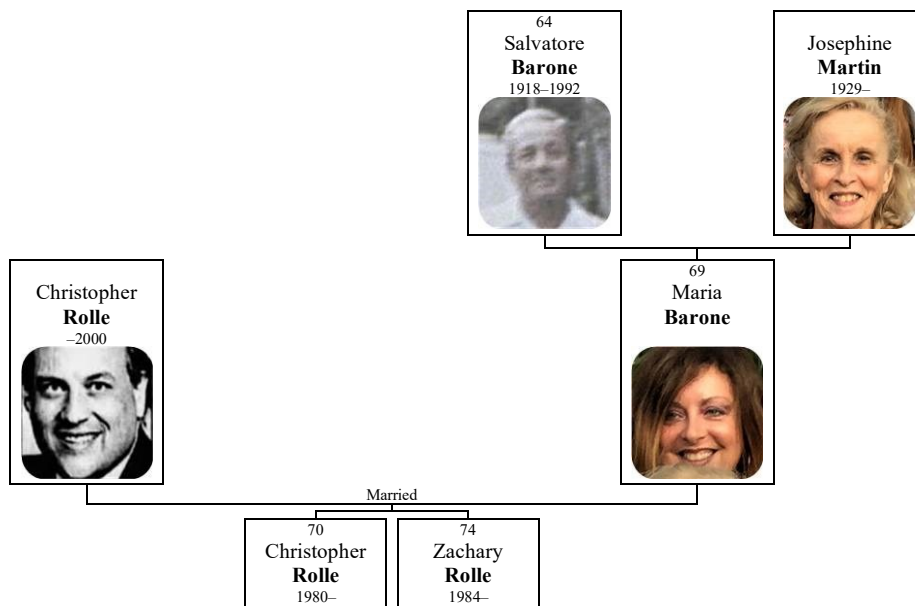 64
Salvatore
Barone
1918–1992
Josephine
Martin
1929–
Christopher
Rolle
–2000
69
Maria
Barone
Married
70
Christopher
Rolle
1980–
74
Zachary
Rolle
1984–